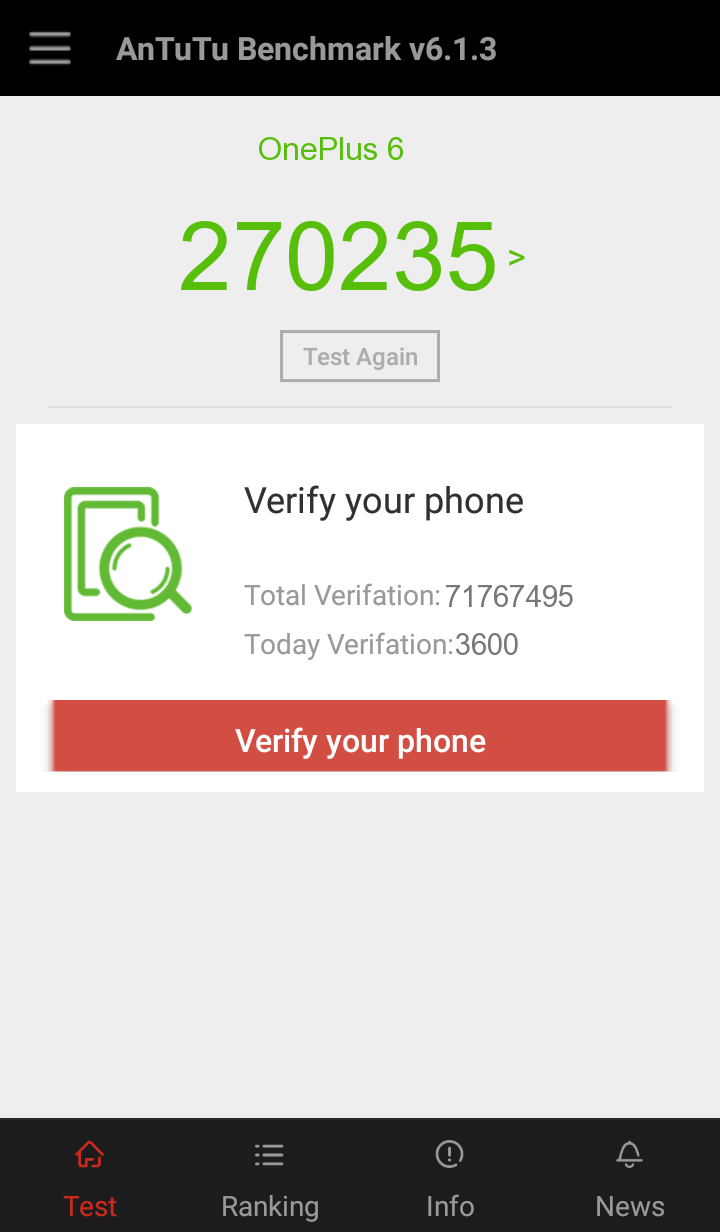 AnTuTu Benchmark v6.1.3
OnePlus 6
270235 >
Test Again
Verify your phone
Total Verifation: 71767495
Today Verifation:3600
Verify your phone
Test Ranking Info News